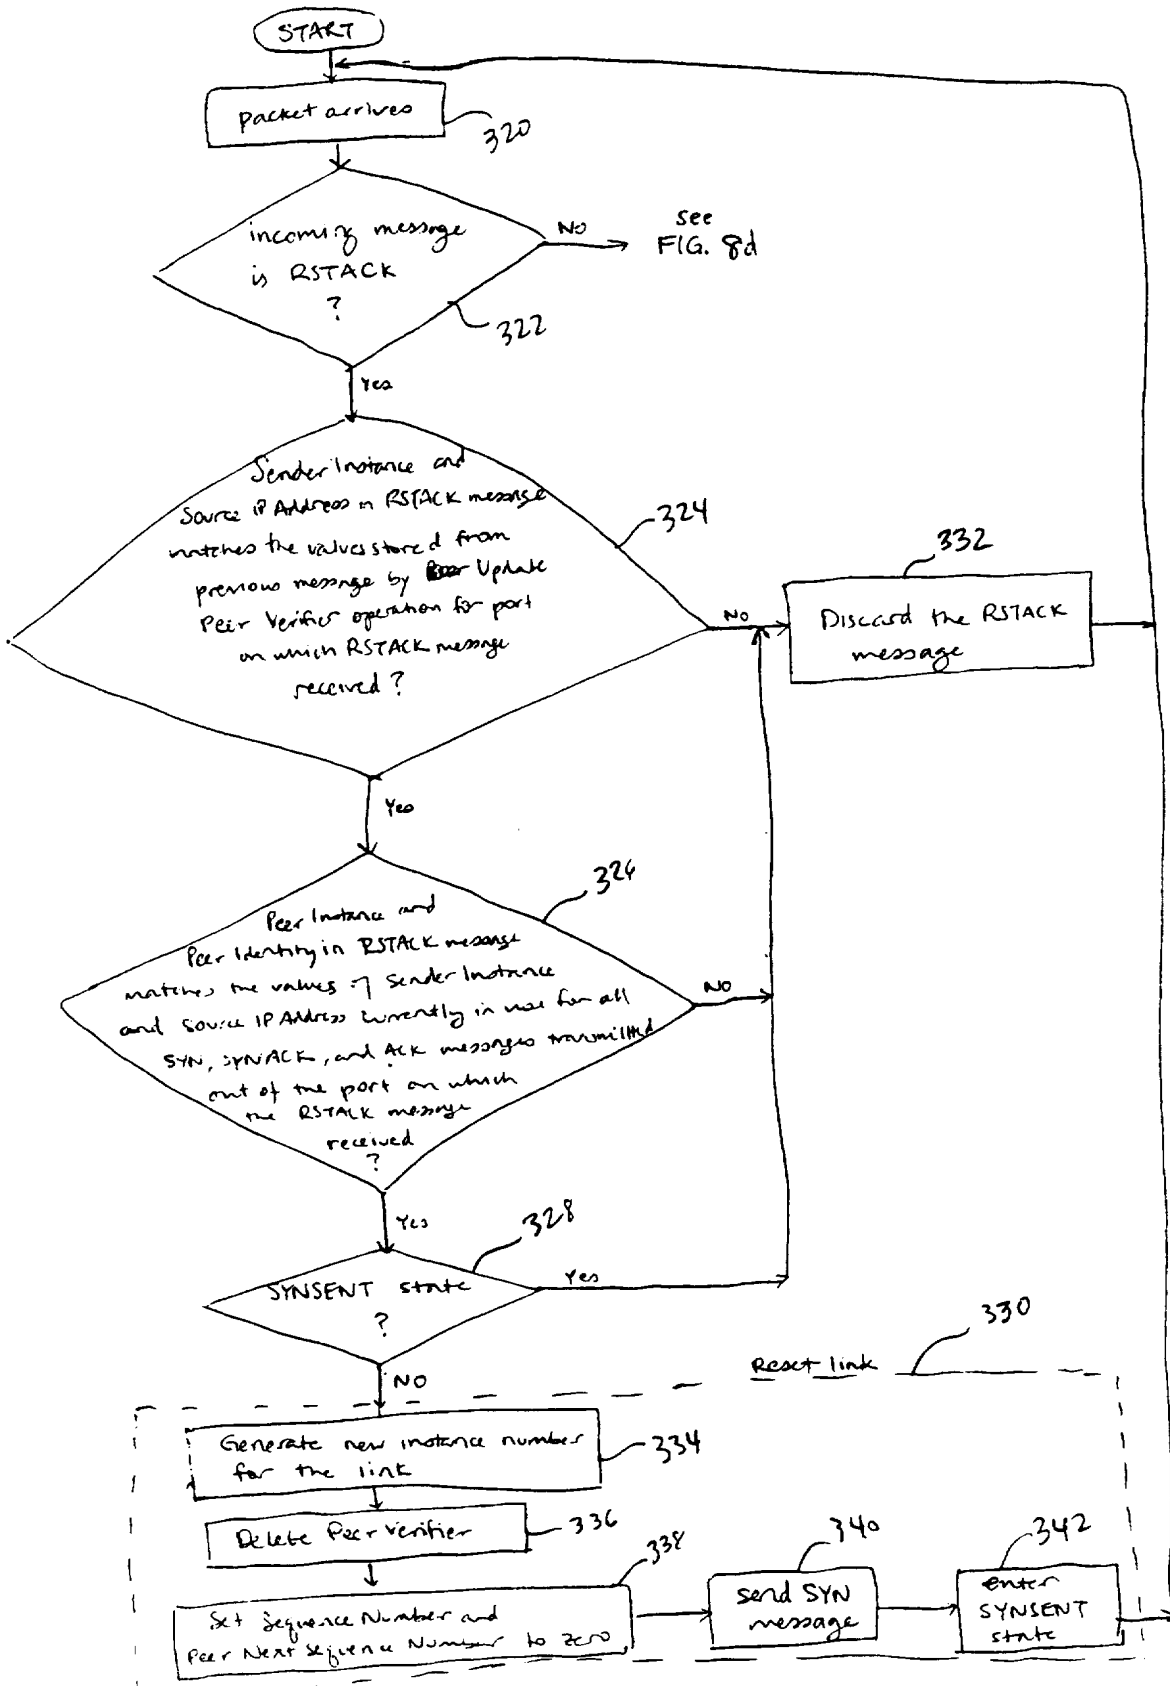 START
packet arrives
320
incoming message
is RSTACK
?
NO
see
FIG. 8d
322
Yes
Sender Instance and
Source IP Address in RSTACK message
matches the values stored from
previous message by Update
Peer Verifier operation for port
on which RSTACK message
received?
324
NO
332
Discard the RSTACK
message
Yes
326
Peer Instance and
Peer Identity in RSTACK message
matches the values of Sender Instance
and Source IP Address currently in use for all
SYN, SYNACK, and ACK messages transmitted
out of the port on which
the RSTACK message
received
?
NO
Yes
328
SYNSENT state
?
Yes
NO
Reset link
330
Generate new instance number
for the link
334
Delete Peer Verifier
336
338
Set Sequence Number and
Peer Next Sequence Number to zero
340
send SYN
message
342
enter
SYNSENT
state